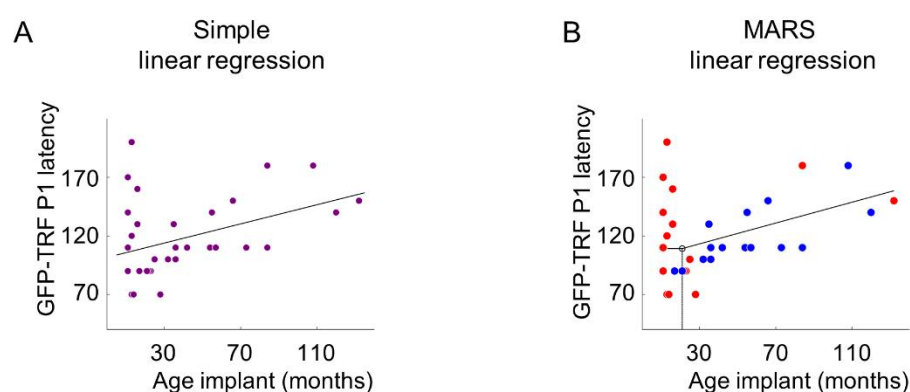 A
Simple
linear regression
GFP-TRF P1 latency
170
120
70
30
70
110
Age implant (months)
B
MARS
linear regression
GFP-TRF P1 latency
170
120
70
30
70
110
Age implant (months)